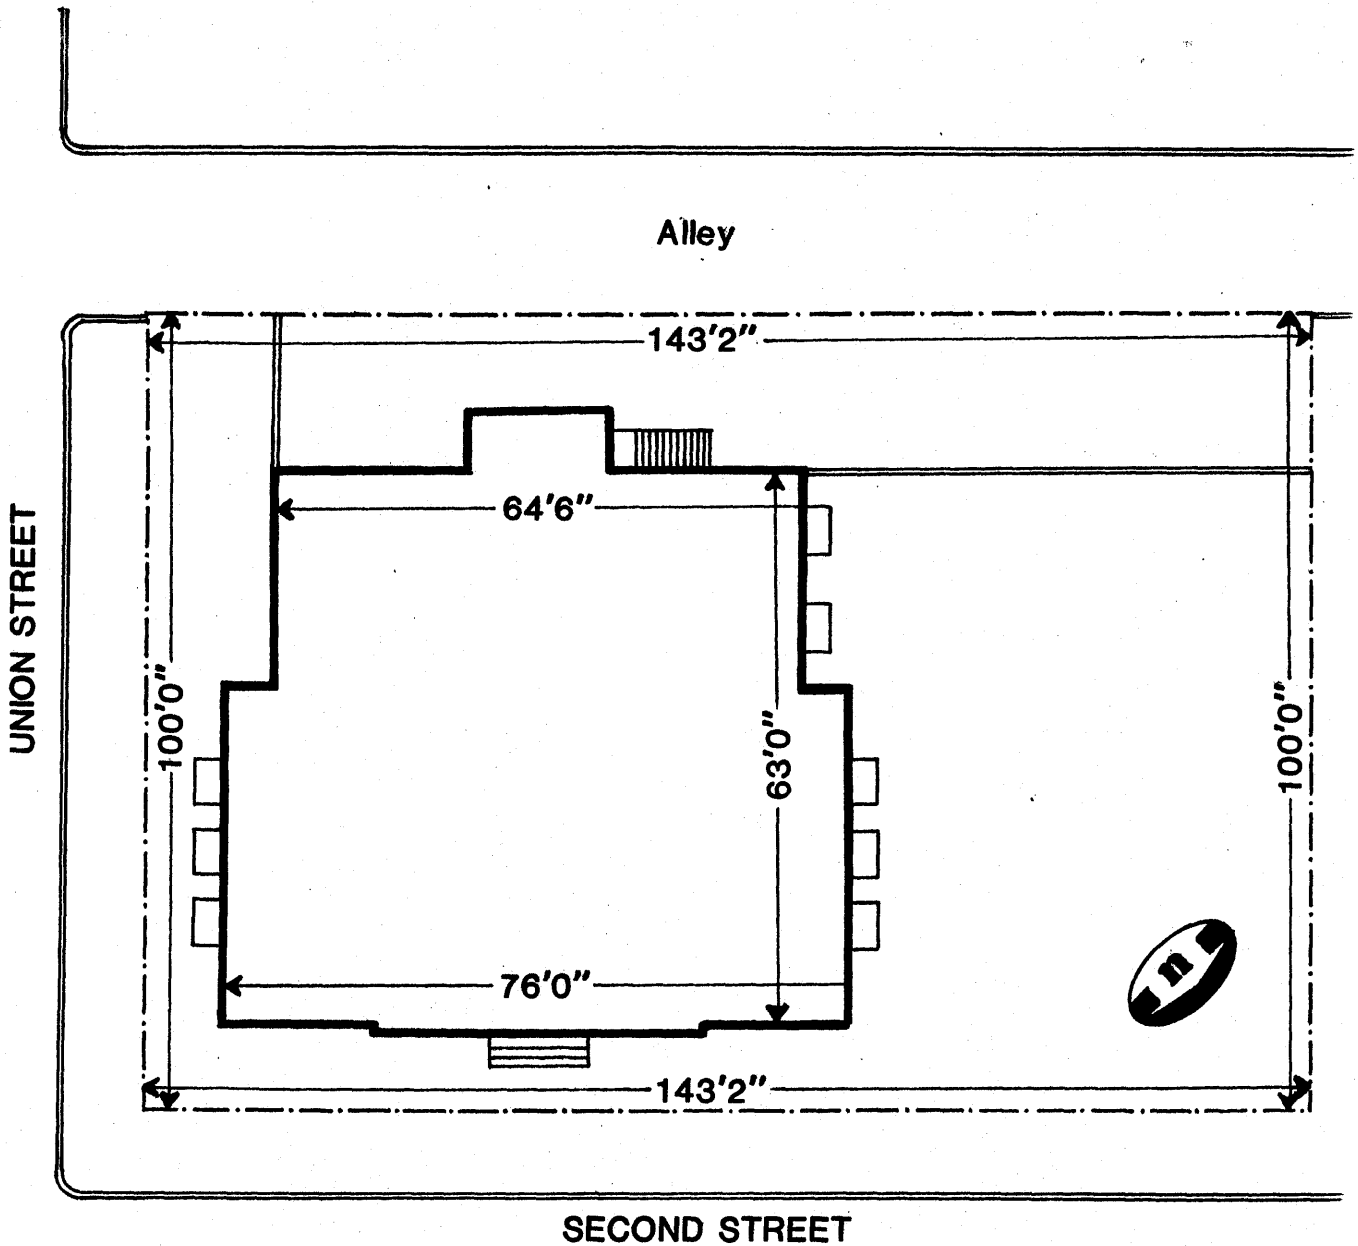 Alley
143'2"
64'6"
UNION STREET
100'0"
63'0"
100'0"
n
76'0"
143'2"
SECOND STREET